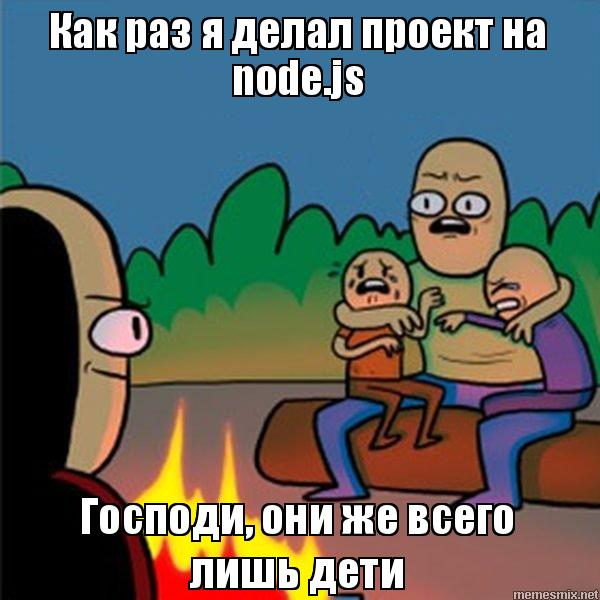 Как раз я делал проект на
node.js
Господи, они же всего
лишь дети
memesmix.net